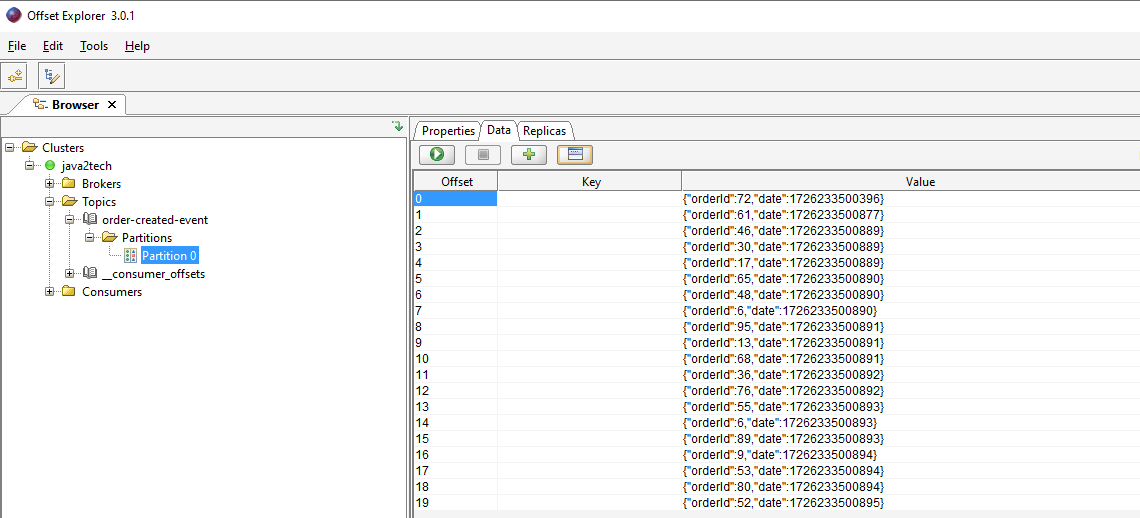 Offset Explorer 3.0.1
File Edit Tools Help
Browser
Clusters
java2tech
Brokers
Topics
order-created-event
Partitions
Partition 0
__consumer_offsets
Consumers
Properties Data Replicas
Offset Key Value
0 {"orderId":72,"date":1726233500396}
1 {"orderId":61,"date":1726233500877}
2 {"orderId":46,"date":1726233500889}
3 {"orderId":30,"date":1726233500889}
4 {"orderId":17,"date":1726233500889}
5 {"orderId":65,"date":1726233500890}
6 {"orderId":48,"date":1726233500890}
7 {"orderId":6,"date":1726233500890}
8 {"orderId":95,"date":1726233500891}
9 {"orderId":13,"date":1726233500891}
10 {"orderId":68,"date":1726233500891}
11 {"orderId":36,"date":1726233500892}
12 {"orderId":76,"date":1726233500892}
13 {"orderId":55,"date":1726233500893}
14 {"orderId":6,"date":1726233500893}
15 {"orderId":89,"date":1726233500893}
16 {"orderId":9,"date":1726233500894}
17 {"orderId":53,"date":1726233500894}
18 {"orderId":80,"date":1726233500894}
19 {"orderId":52,"date":1726233500895}